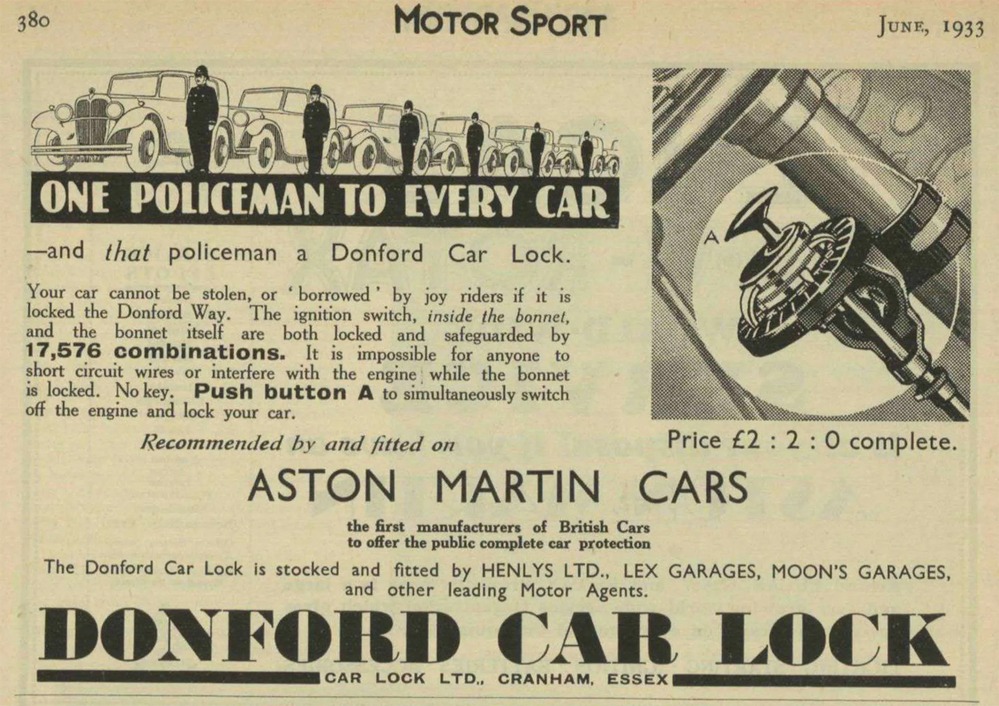 380
MOTOR SPORT
JUNE, 1933
ONE POLICEMAN TO EVERY CAR
—and that policeman a Donford Car Lock.
Your car cannot be stolen, or ‘borrowed’ by joy riders if it is
locked the Donford Way. The ignition switch, inside the bonnet,
and the bonnet itself are both locked and safeguarded by
17,576 combinations. It is impossible for anyone to
short circuit wires or interfere with the engine while the bonnet
is locked. No key. Push button A to simultaneously switch
off the engine and lock your car.
A
Price £2 : 2 : 0 complete.
Recommended by and fitted on
ASTON MARTIN CARS
the first manufacturers of British Cars
to offer the public complete car protection
The Donford Car Lock is stocked and fitted by HENLYS LTD., LEX GARAGES, MOON'S GARAGES,
and other leading Motor Agents.
DONFORD CAR LOCK
CAR LOCK LTD., CRANHAM, ESSEX